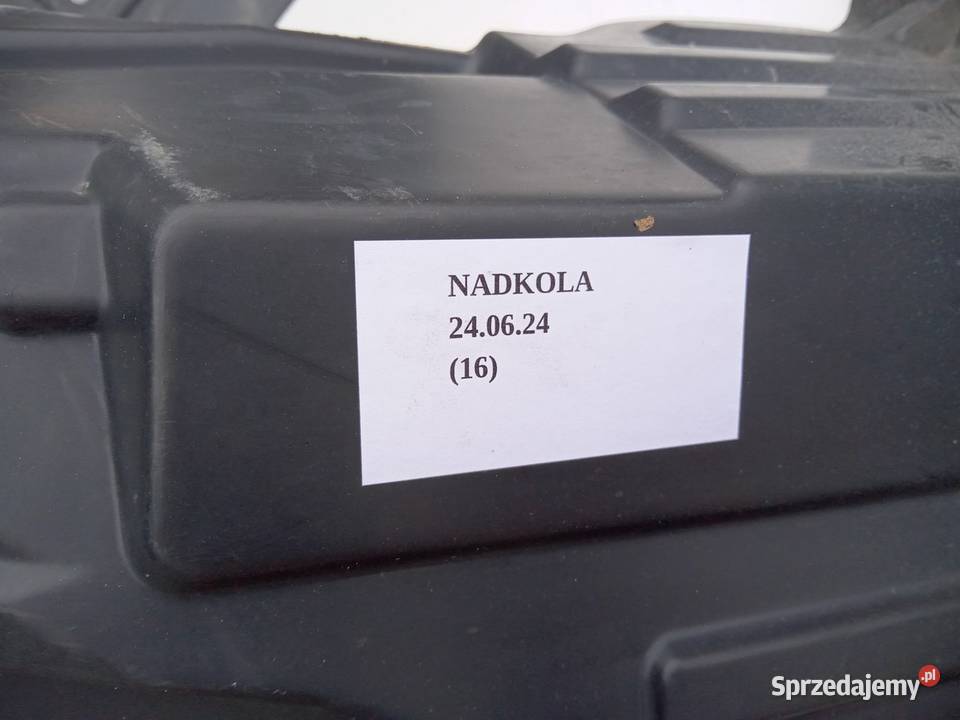 NADKOLA
24.06.24
(16)
Sprzedajemy.pl